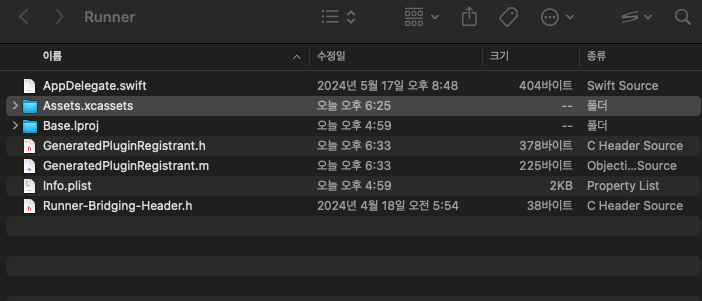 Runner
이름 수정일 크기 종류
AppDelegate.swift 2024년 5월 17일 오후 8:48 404바이트 Swift Source
Assets.xcassets 오늘 오후 6:25 -- 폴더
Base.lproj 오늘 오후 4:59 -- 폴더
GeneratedPluginRegistrant.h 오늘 오후 6:33 378바이트 C Header Source
GeneratedPluginRegistrant.m 오늘 오후 6:33 225바이트 Objecti...Source
Info.plist 오늘 오후 4:59 2KB Property List
Runner-Bridging-Header.h 2024년 4월 18일 오전 5:54 38바이트 C Header Source